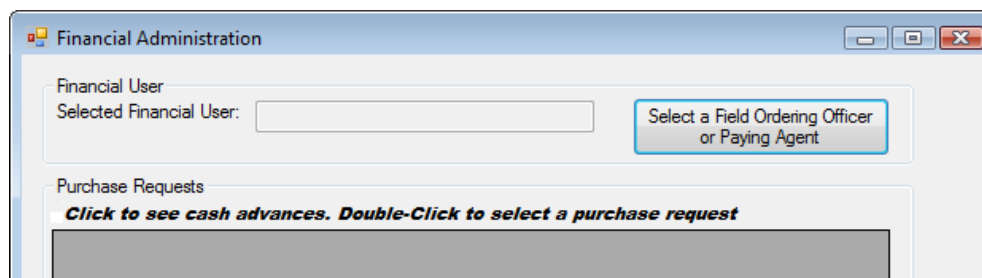 Financial Administration
Financial User
Selected Financial User:
Select a Field Ordering Officer
or Paying Agent
Purchase Requests
Click to see cash advances. Double-Click to select a purchase request